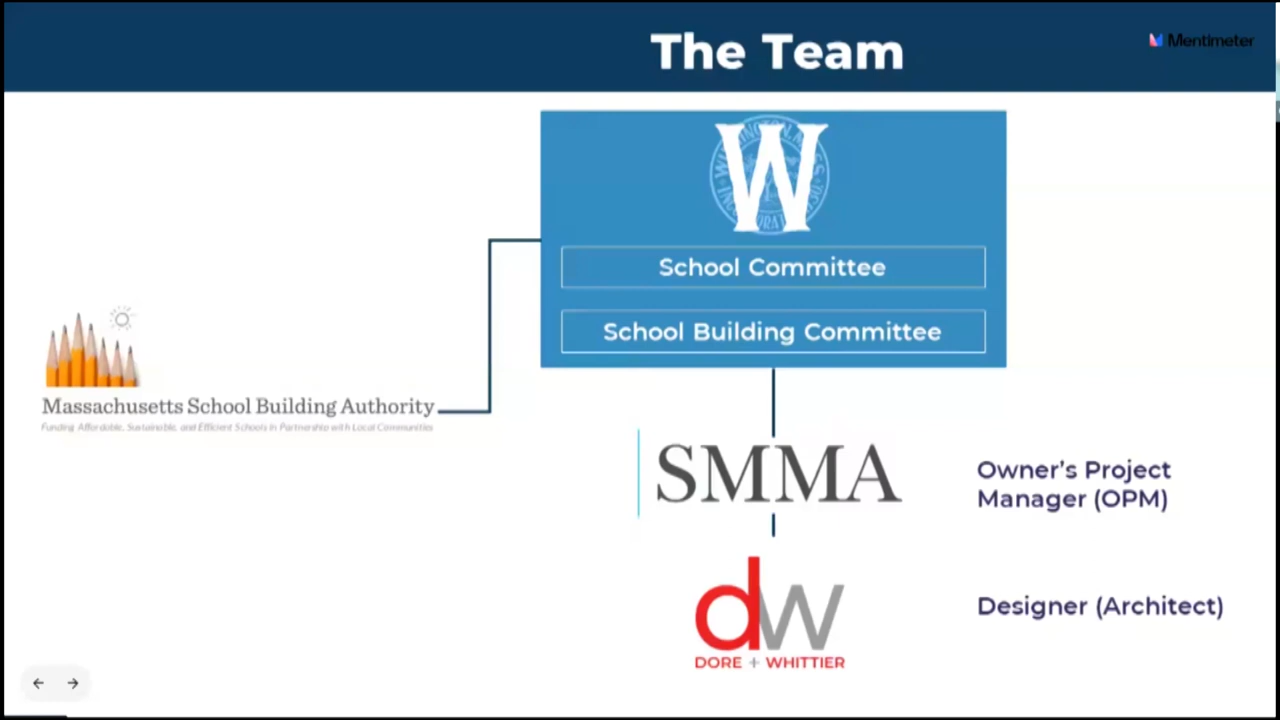 The Team
Mentimeter
W
School Committee
School Building Committee
Massachusetts School Building Authority
Funding Affordable, Sustainable, and Efficient Schools in Partnership with Local Communities
SMMA
Owner's Project
Manager (OPM)
dw
DORE + WHITTIER
Designer (Architect)